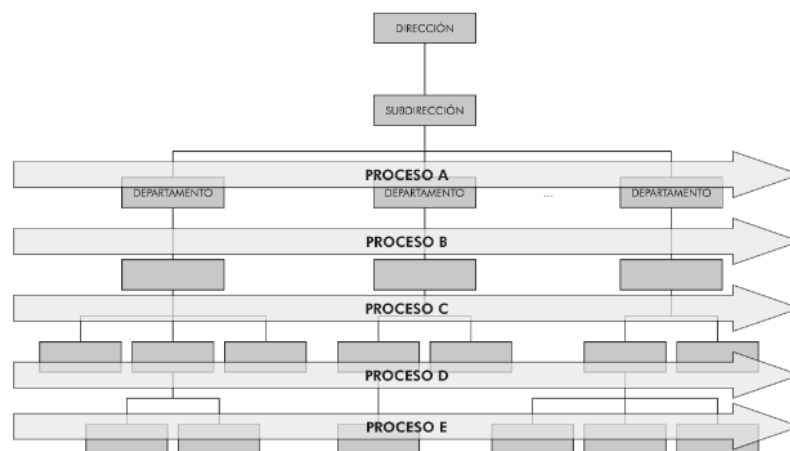 DIRECCIÓN
SUBDIRECCIÓN
PROCESO A
DEPARTAMENTO
DEPARTAMENTO
...
DEPARTAMENTO
PROCESO B
PROCESO C
PROCESO D
PROCESO E